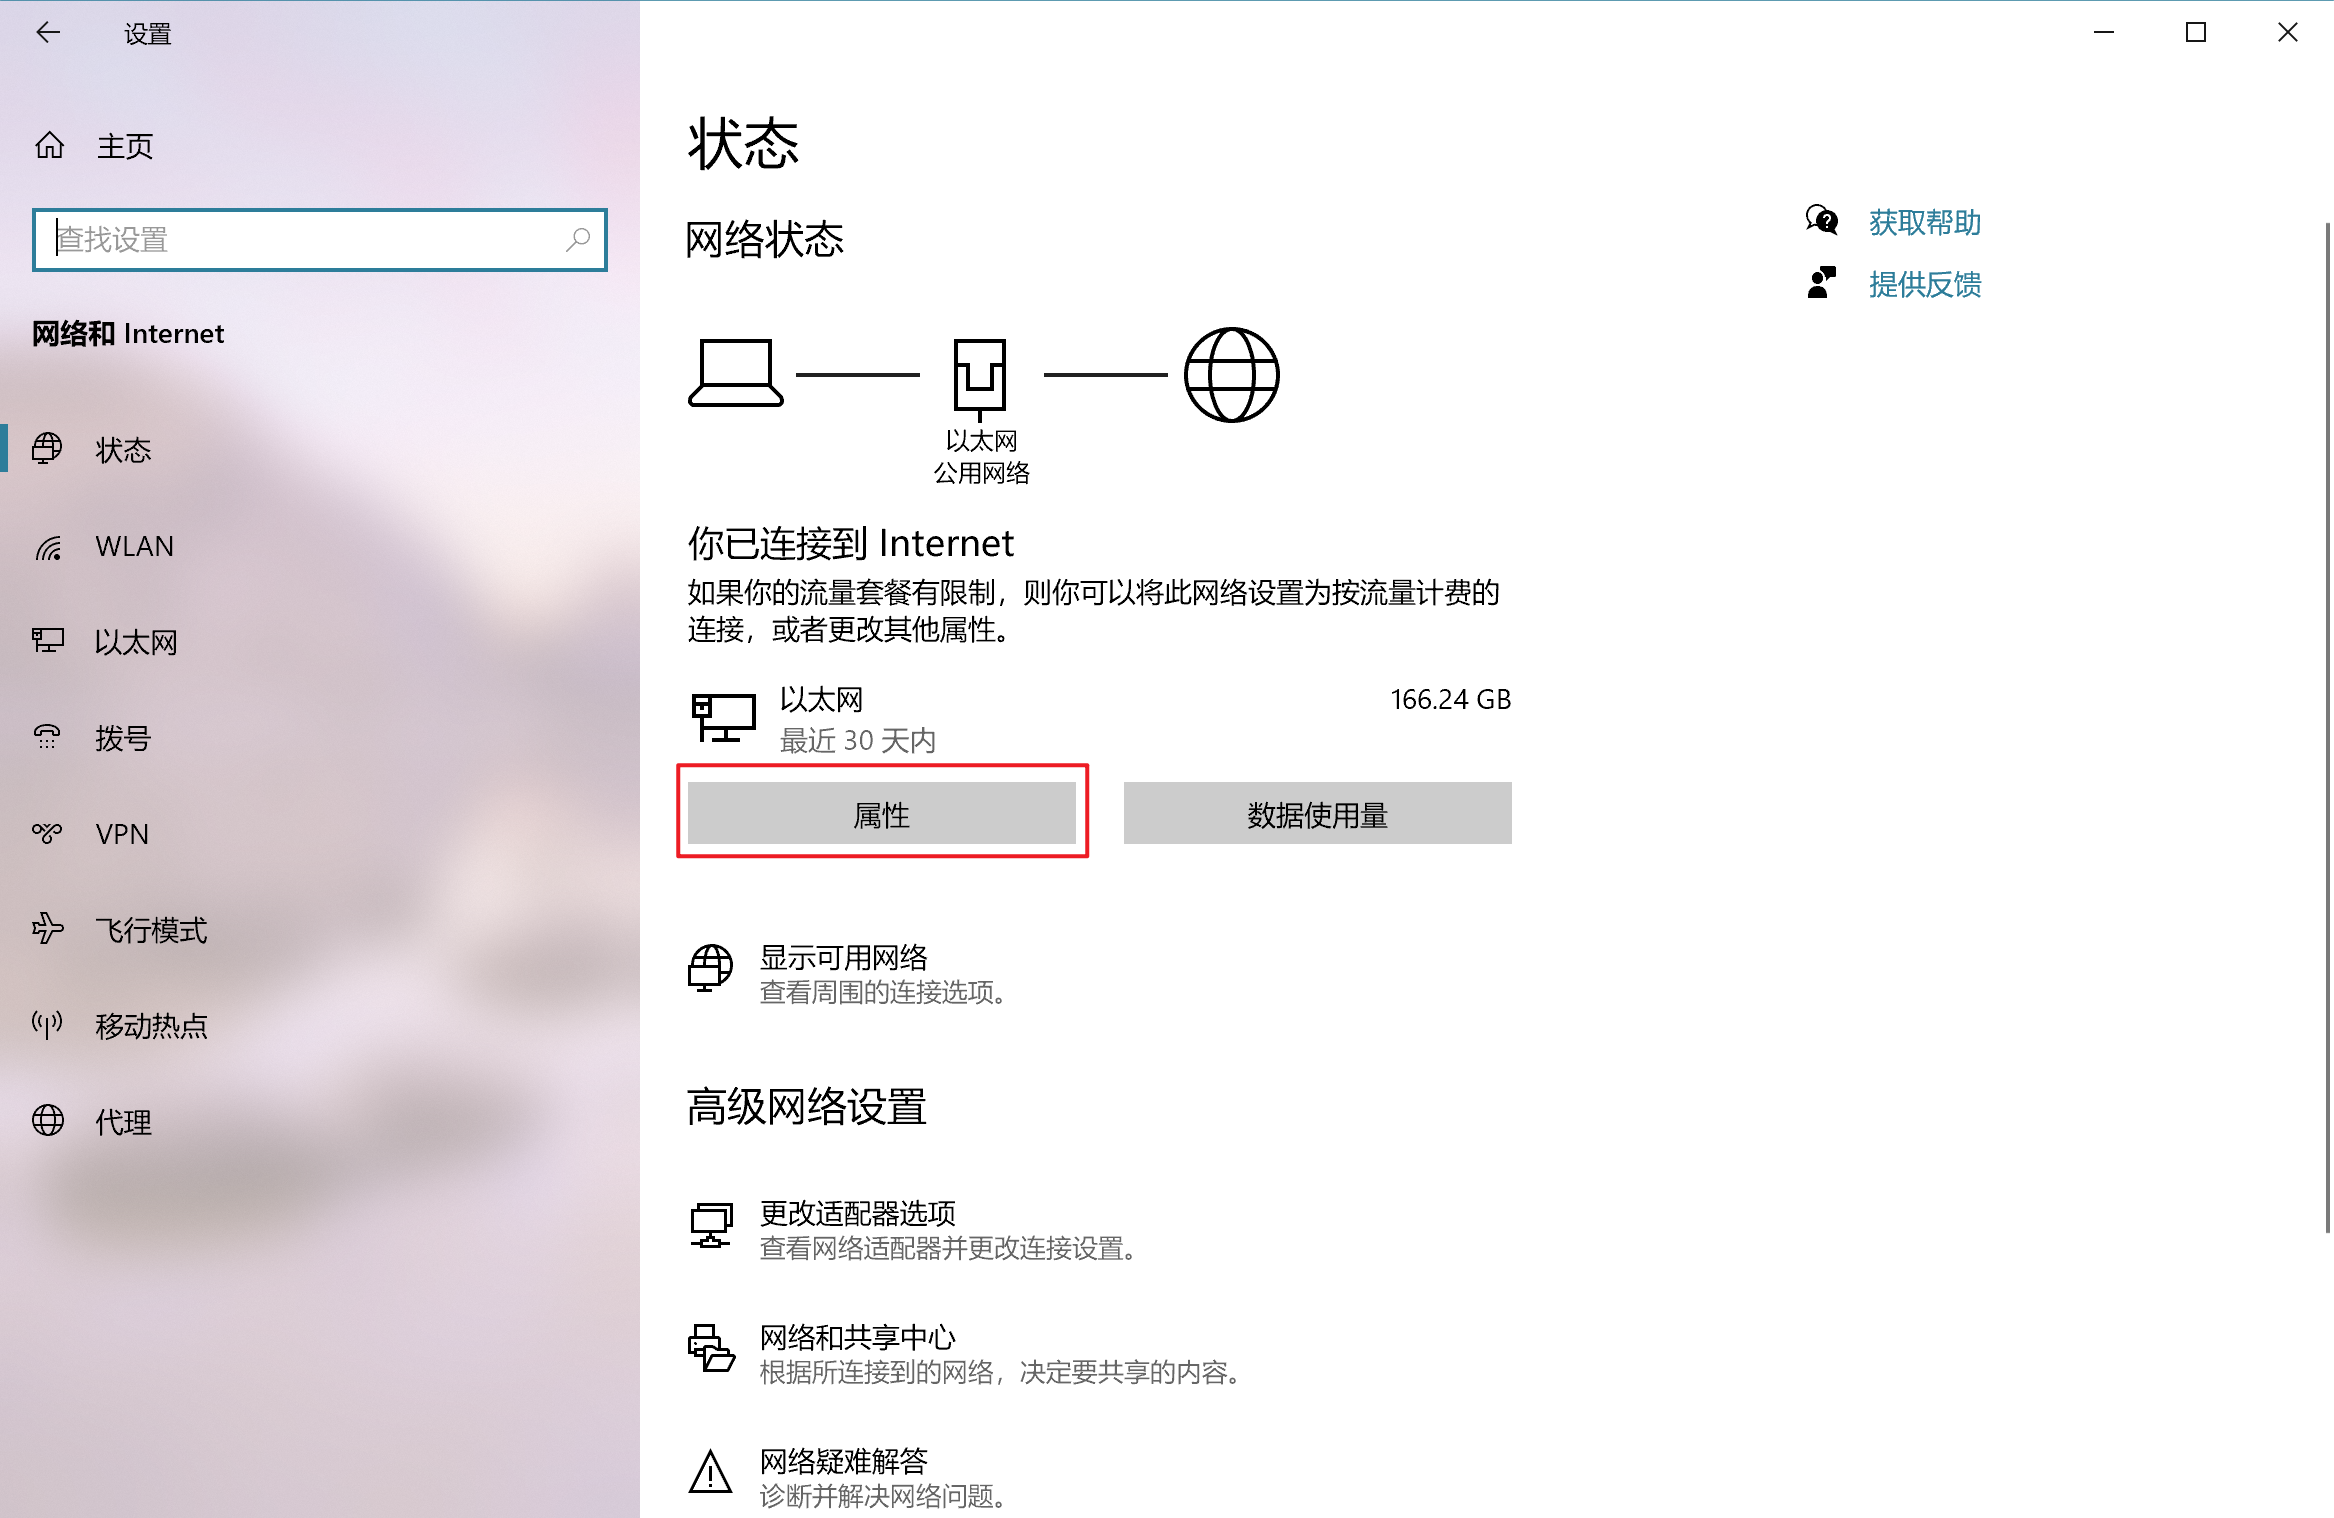 设置
主页
查找设置
网络和 Internet
状态
WLAN
以太网
拨号
VPN
飞行模式
移动热点
代理
状态
网络状态
以太网
公用网络
你已连接到 Internet
如果你的流量套餐有限制，则你可以将此网络设置为按流量计费的
连接，或者更改其他属性。
以太网
166.24 GB
最近 30 天内
属性
数据使用量
显示可用网络
查看周围的连接选项。
高级网络设置
更改适配器选项
查看网络适配器并更改连接设置。
网络和共享中心
根据所连接到的网络，决定要共享的内容。
网络疑难解答
诊断并解决网络问题。
获取帮助
提供反馈